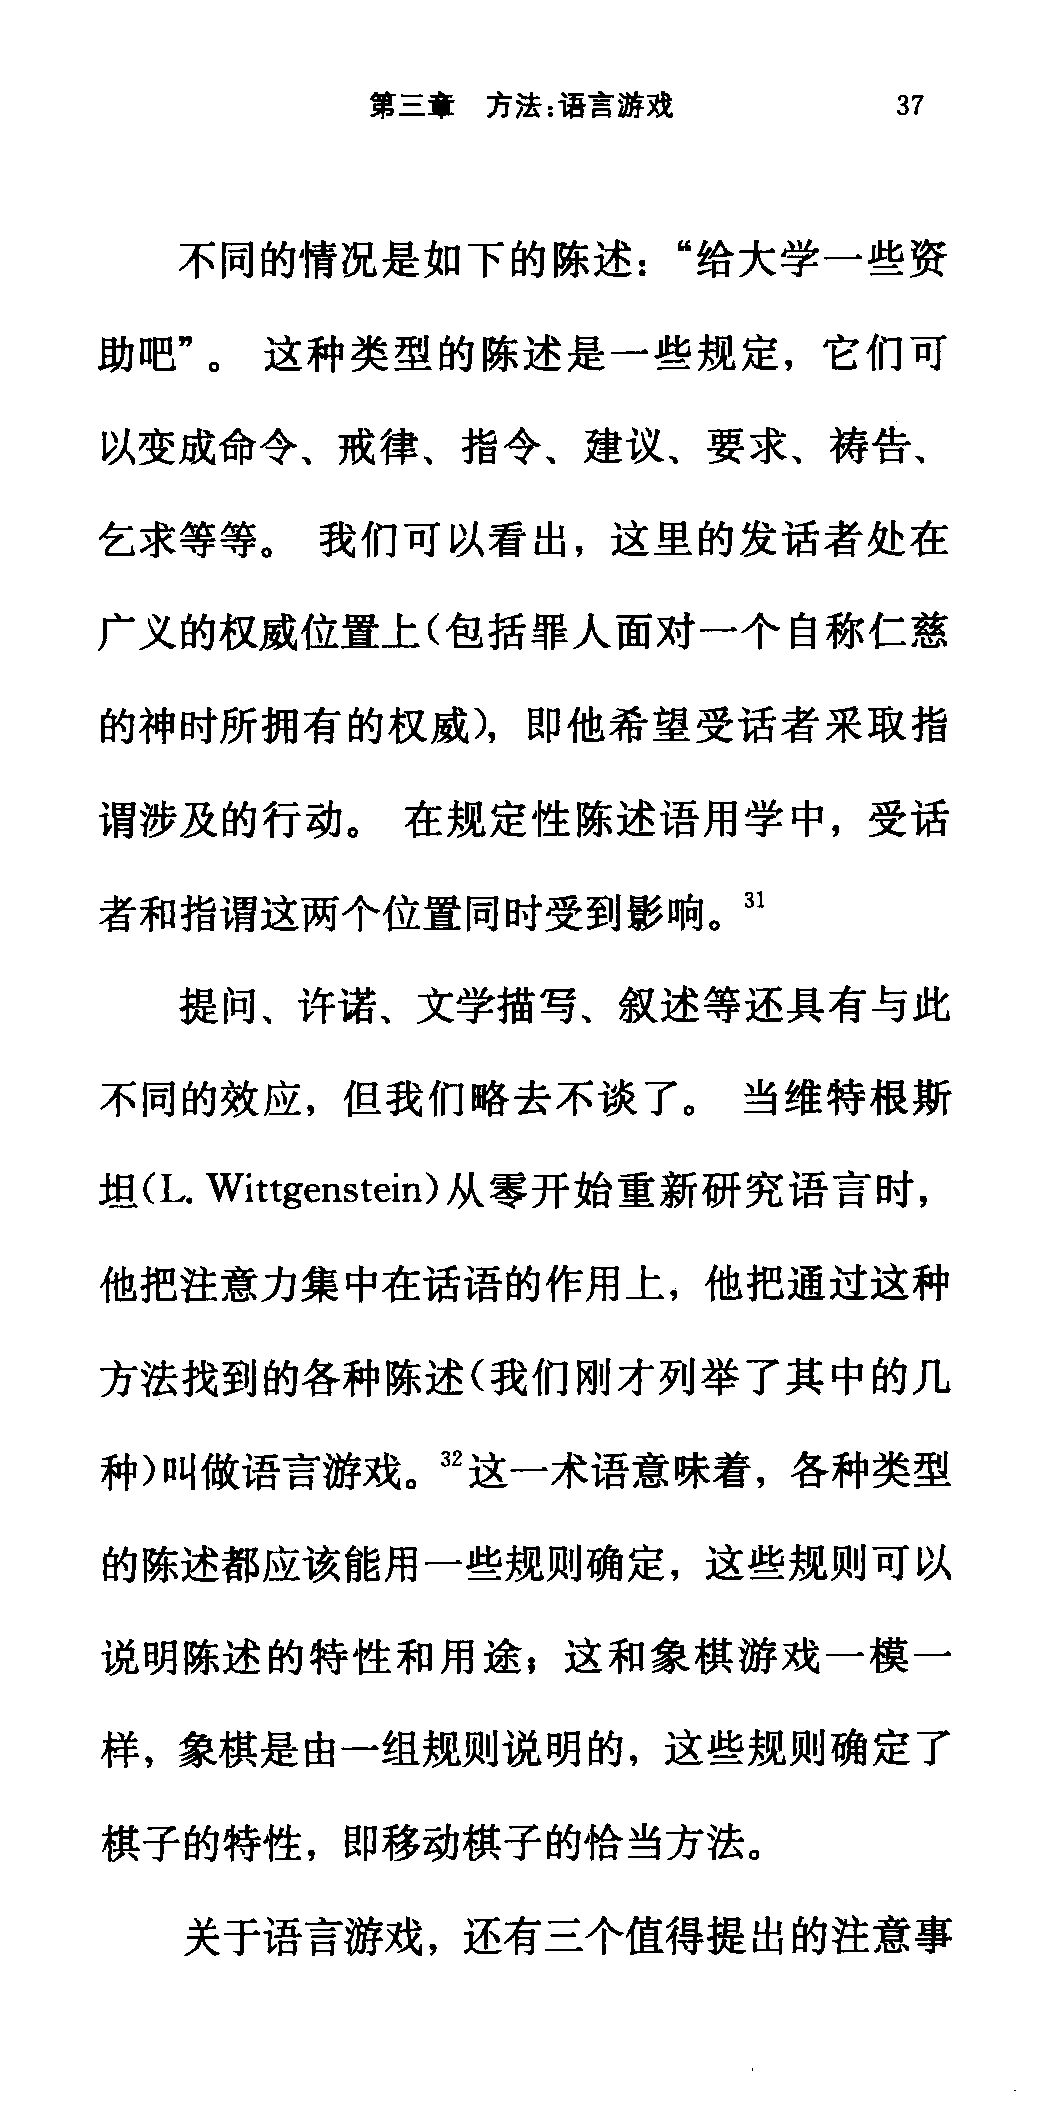 第三章　方法:语言游戏　37
不同的情况是如下的陈述：“给大学一些资
助吧”。 这种类型的陈述是一些规定，它们可
以变成命令、戒律、指令、建议、要求、祷告、
乞求等等。 我们可以看出，这里的发话者处在
广义的权威位置上(包括罪人面对一个自称仁慈
的神时所拥有的权威)，即他希望受话者采取指
谓涉及的行动。 在规定性陈述语用学中，受话
者和指谓这两个位置同时受到影响。31
提问、许诺、文学描写、叙述等还具有与此
不同的效应，但我们略去不谈了。 当维特根斯
坦(L. Wittgenstein)从零开始重新研究语言时，
他把注意力集中在话语的作用上，他把通过这种
方法找到的各种陈述(我们刚才列举了其中的几
种)叫做语言游戏。32这一术语意味着，各种类型
的陈述都应该能用一些规则确定，这些规则可以
说明陈述的特性和用途；这和象棋游戏一模一
样，象棋是由一组规则说明的，这些规则确定了
棋子的特性，即移动棋子的恰当方法。
关于语言游戏，还有三个值得提出的注意事